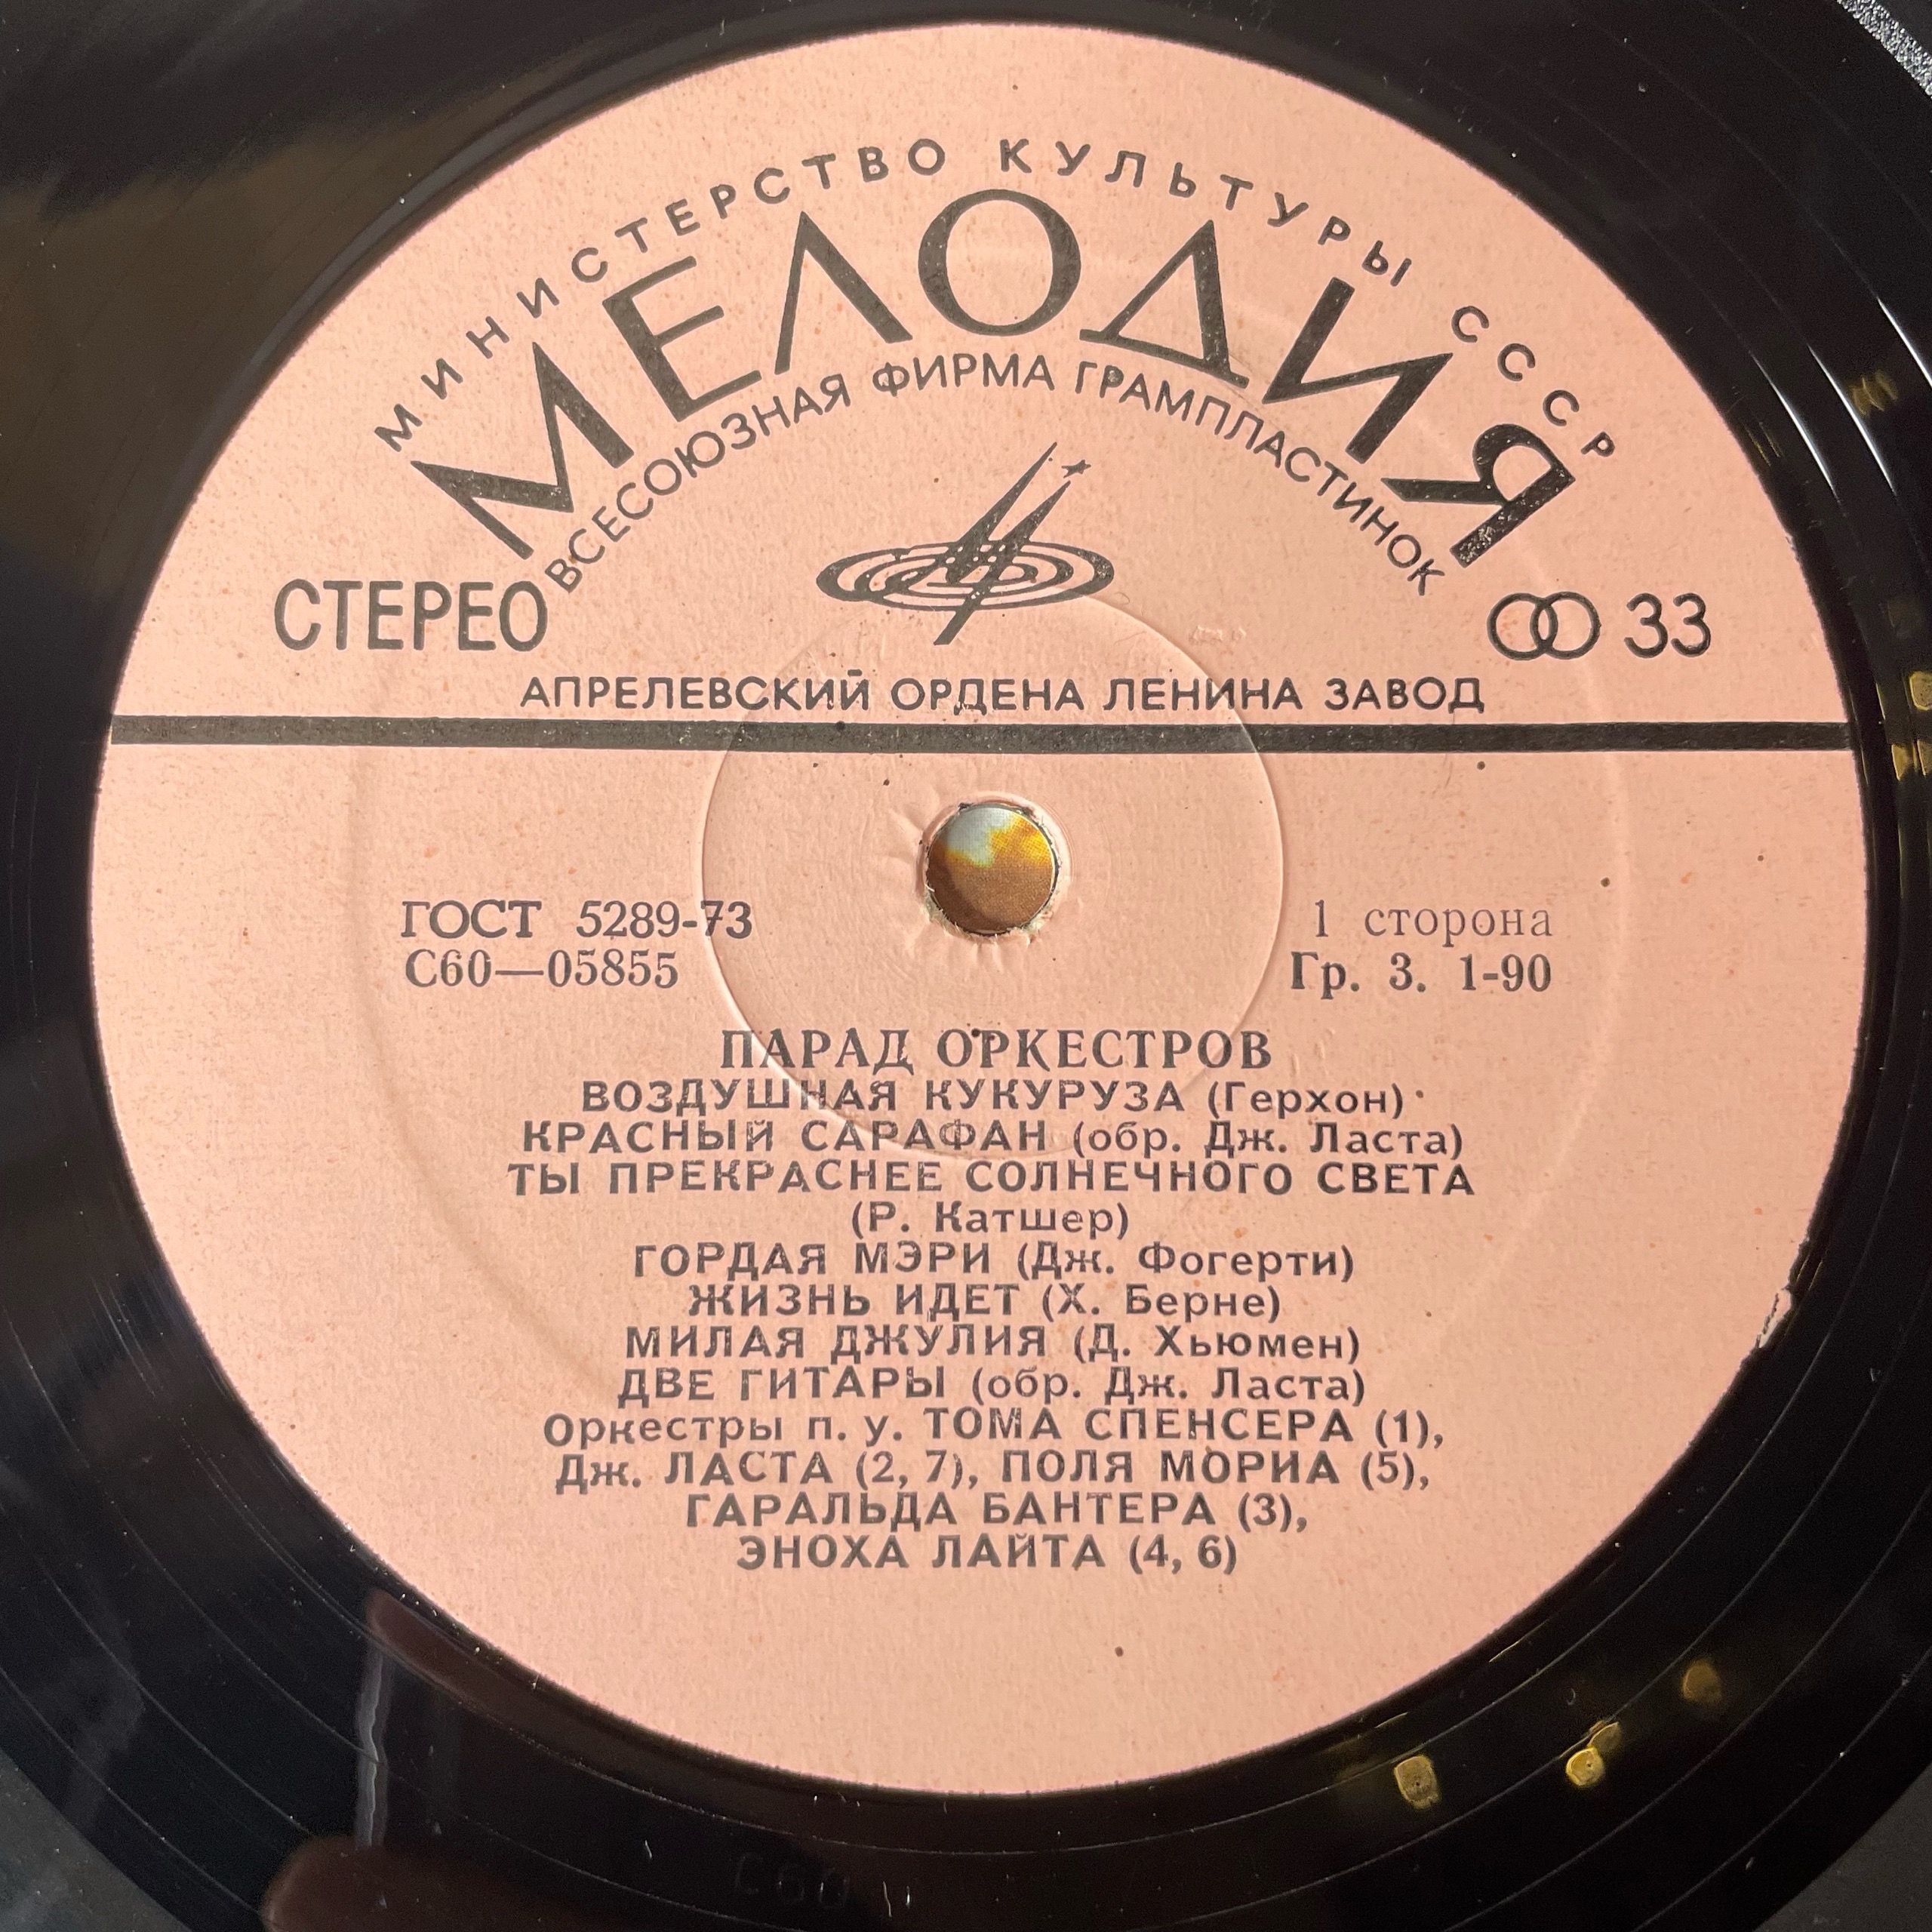 МИНИСТЕРСТВО КУЛЬТУРЫ СССР
МЕЛОДИЯ
ВСЕСОЮЗНАЯ ФИРМА ГРАМПЛАСТИНОК
СТЕРЕО
33
АПРЕЛЕВСКИЙ ОРДЕНА ЛЕНИНА ЗАВОД
ГОСТ 5289-73
1 сторона
С60—05855
Гр. 3. 1-90
ПАРАД ОРКЕСТРОВ
ВОЗДУШНАЯ КУКУРУЗА (Герхон)
КРАСНЫЙ САРАФАН (обр. Дж. Ласта)
ТЫ ПРЕКРАСНЕЕ СОЛНЕЧНОГО СВЕТА
(Р. Катшер)
ГОРДАЯ МЭРИ (Дж. Фогерти)
ЖИЗНЬ ИДЕТ (Х. Берне)
МИЛАЯ ДЖУЛИЯ (Д. Хьюмен)
ДВЕ ГИТАРЫ (обр. Дж. Ласта)
Оркестры п. у. ТОМА СПЕНСЕРА (1),
Дж. ЛАСТА (2, 7), ПОЛЯ МОРИА (5),
ГАРАЛЬДА БАНТЕРА (3),
ЭНОХА ЛАЙТА (4, 6)